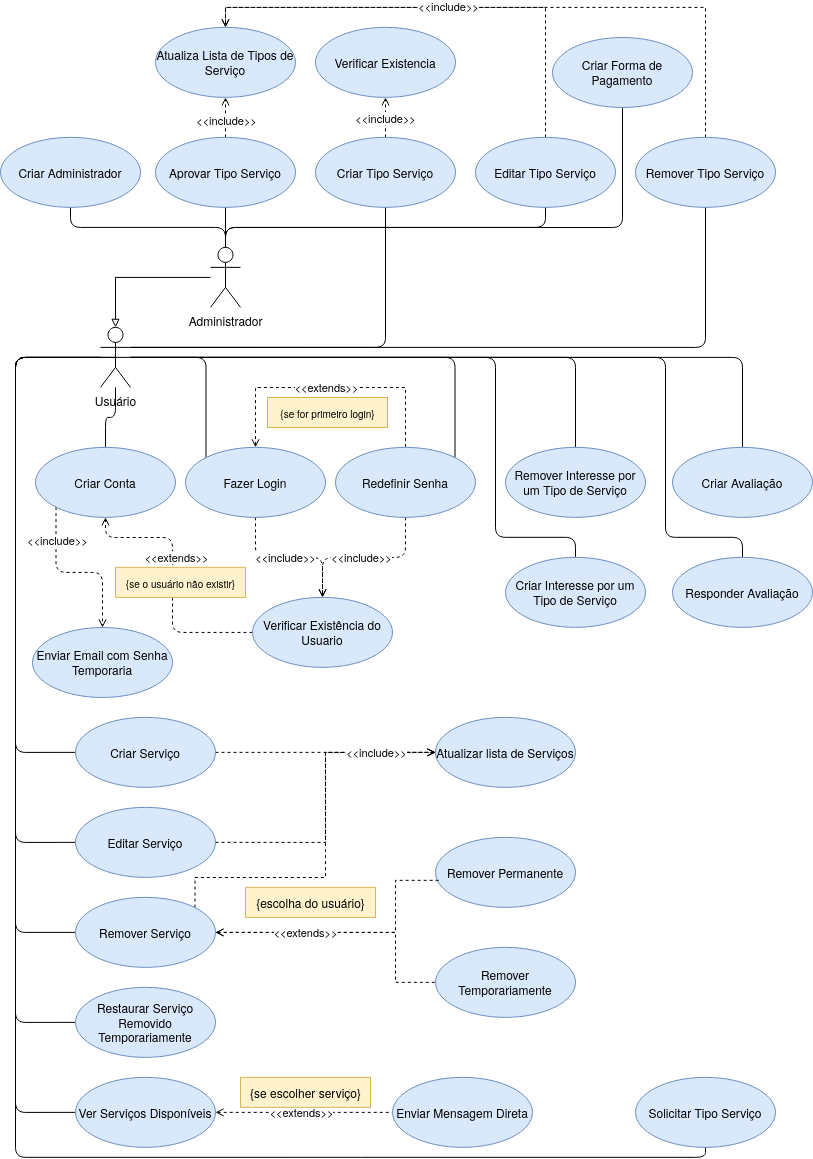 <<include>>
Atualiza Lista de Tipos de
Serviço
Verificar Existencia
Criar Forma de
Pagamento
<<include>>
<<include>>
Criar Administrador
Aprovar Tipo Serviço
Criar Tipo Serviço
Editar Tipo Serviço
Remover Tipo Serviço
Administrador
Usuário
<<extends>>
{se for primeiro login}
Criar Conta
Fazer Login
Redefinir Senha
Remover Interesse por
um Tipo de Serviço
Criar Avaliação
<<include>>
<<extends>>
<<include>>
<<include>>
{se o usuário não existir}
Criar Interesse por um
Tipo de Serviço
Responder Avaliação
Verificar Existência do
Usuario
Enviar Email com Senha
Temporaria
Criar Serviço
<<include>>
Atualizar lista de Serviços
Editar Serviço
Remover Permanente
{escolha do usuário}
Remover Serviço
<<extends>>
Remover
Temporariamente
Restaurar Serviço
Removido
Temporariamente
{se escolher serviço}
Ver Serviços Disponíveis
<<extends>>
Enviar Mensagem Direta
Solicitar Tipo Serviço